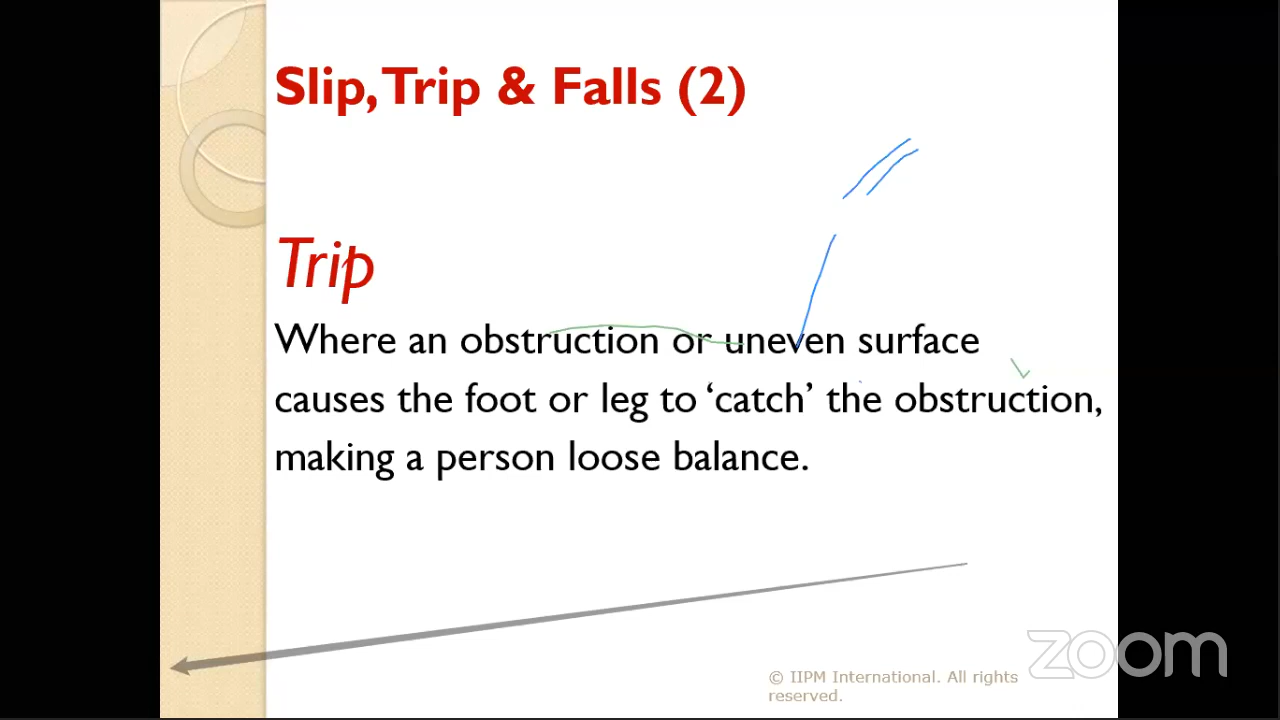 Slip, Trip & Falls (2)
Trip
Where an obstruction or uneven surface
causes the foot or leg to ‘catch’ the obstruction,
making a person loose balance.
zoom
© IIPM International. All rights
reserved.